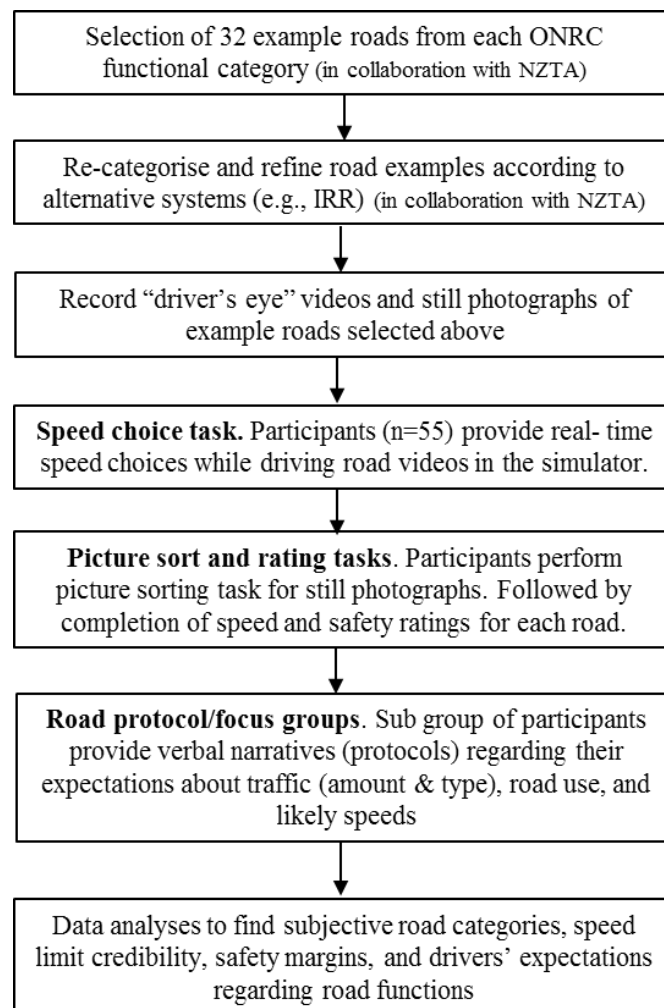 Selection of 32 example roads from each ONRC
functional category (in collaboration with NZTA)
Re-categorise and refine road examples according to
alternative systems (e.g., IRR) (in collaboration with NZTA)
Record “driver’s eye” videos and still photographs of
example roads selected above
Speed choice task. Participants (n=55) provide real- time
speed choices while driving road videos in the simulator.
Picture sort and rating tasks. Participants perform
picture sorting task for still photographs. Followed by
completion of speed and safety ratings for each road.
Road protocol/focus groups. Sub group of participants
provide verbal narratives (protocols) regarding their
expectations about traffic (amount & type), road use, and
likely speeds
Data analyses to find subjective road categories, speed
limit credibility, safety margins, and drivers’ expectations
regarding road functions